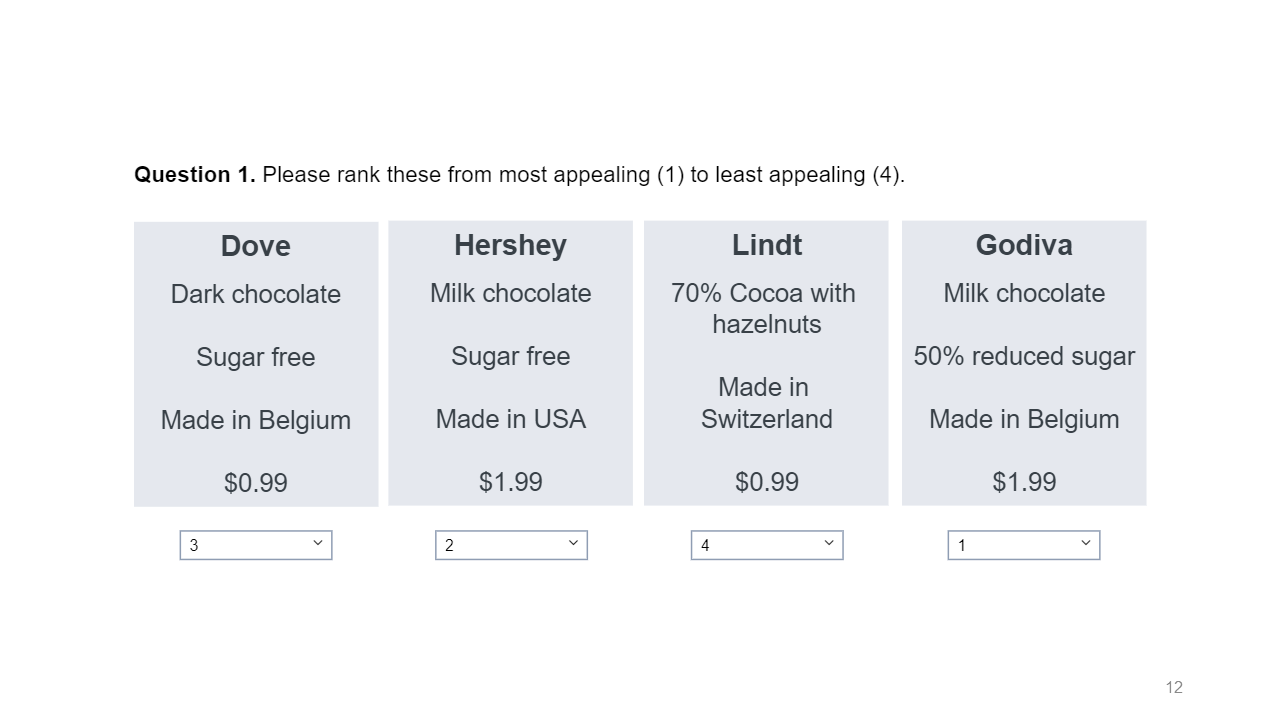 Question 1. Please rank these from most appealing (1) to least appealing (4).
Dove
Dark chocolate
Sugar free
Made in Belgium
$0.99
3
Hershey
Milk chocolate
Sugar free
Made in USA
$1.99
2
Lindt
70% Cocoa with
hazelnuts
Made in
Switzerland
$0.99
4
Godiva
Milk chocolate
50% reduced sugar
Made in Belgium
$1.99
1
12